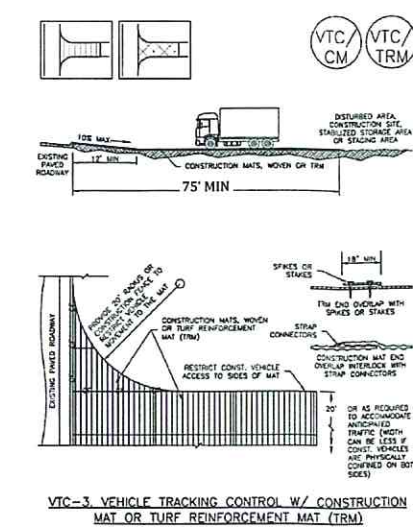 VTC/
CM
VTC/
TRM
DISTURBED AREA,
CONSTRUCTION SITE,
STABILIZED STORAGE AREA
OR STAGING AREA
10% MAX
EXISTING
PAVED
ROADWAY
12' MIN
CONSTRUCTION MATS, WOVEN OR TRM
75' MIN
PROVIDE 20' RADIUS OR
CONSTRUCTION FENCE TO
RESTRICT VEHICLE
MOVEMENT TO THE MAT
SPIKES OR
STAKES
18" MIN
TRM END OVERLAP WITH
SPIKES OR STAKES
CONSTRUCTION MATS, WOVEN
OR TURF REINFORCEMENT
MAT (TRM)
STRAP
CONNECTORS
CONSTRUCTION MAT END
OVERLAP INTERLOCK WITH
STRAP CONNECTORS
EXISTING PAVED ROADWAY
RESTRICT CONST. VEHICLE
ACCESS TO SIDES OF MAT
20'
OR AS REQUIRED
TO ACCOMMODATE
ANTICIPATED
TRAFFIC (WIDTH
CAN BE LESS IF
CONST. VEHICLES
ARE PHYSICALLY
CONFINED ON BOTH
SIDES)
VTC-3. VEHICLE TRACKING CONTROL W/ CONSTRUCTION
MAT OR TURF REINFORCEMENT MAT (TRM)